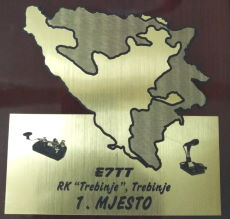 E7TT
RK "Trebinje", Trebinje
1. MJESTO